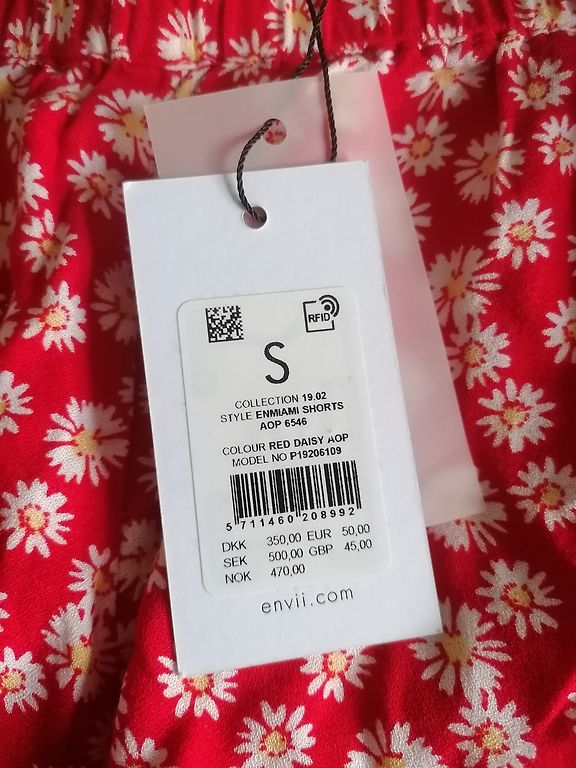 RFID
S
COLLECTION 19.02
STYLE ENMIAMI SHORTS
AOP 6546
COLOUR RED DAISY AOP
MODEL NO P19206109
5 711460 208992
DKK 350,00 EUR 50,00
SEK 500,00 GBP 45,00
NOK 470,00
envii.com